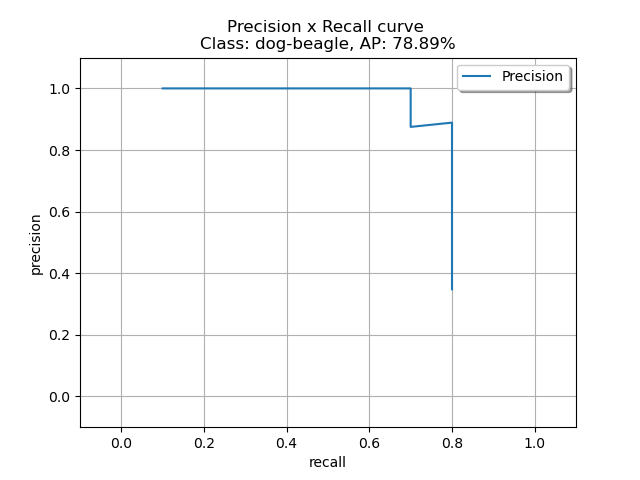 Precision x Recall curve
Class: dog-beagle, AP: 78.89%
Precision
1.0
0.8
0.6
0.4
0.2
0.0
precision
0.0 0.2 0.4 0.6 0.8 1.0
recall